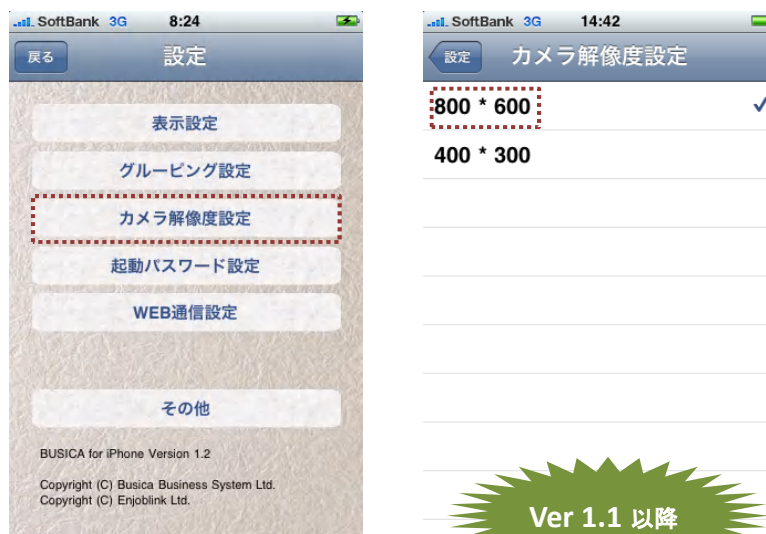 SoftBank 3G 8:24
戻る 設定
表示設定
グルーピング設定
カメラ解像度設定
起動パスワード設定
WEB通信設定
その他
BUSICA for iPhone Version 1.2
Copyright (C) Busica Business System Ltd.
Copyright (C) Enjoblink Ltd.
SoftBank 3G 14:42
設定 カメラ解像度設定
800 * 600
400 * 300
Ver 1.1 以降